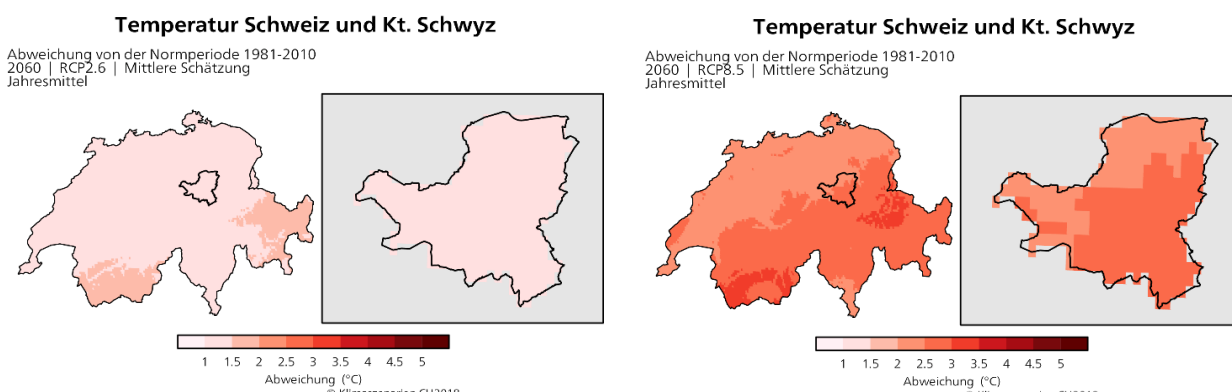 Temperatur Schweiz und Kt. Schwyz
Abweichung von der Normperiode 1981-2010
2060 | RCP2.6 | Mittlere Schätzung
Jahresmittel
1 1.5 2 2.5 3 3.5 4 4.5 5
Abweichung (°C)
© Klimaszenarien CH2018
Temperatur Schweiz und Kt. Schwyz
Abweichung von der Normperiode 1981-2010
2060 | RCP8.5 | Mittlere Schätzung
Jahresmittel
1 1.5 2 2.5 3 3.5 4 4.5 5
Abweichung (°C)